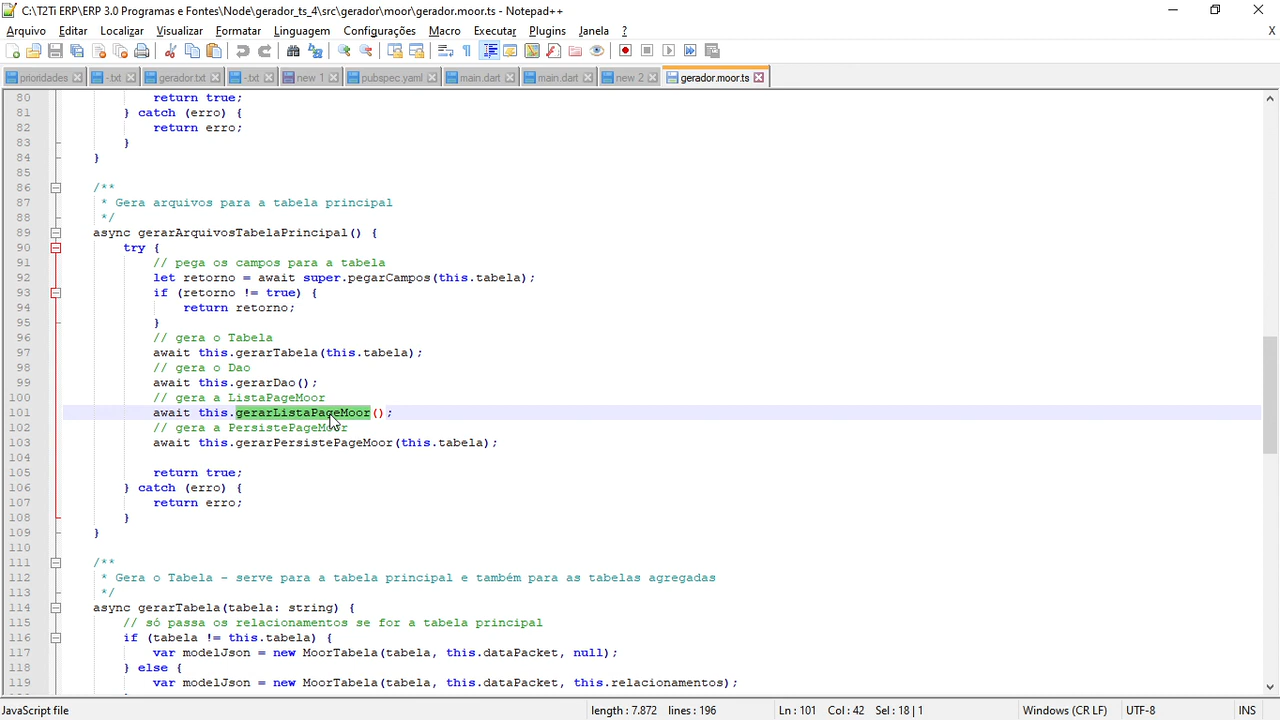 C:\T2Ti ERP\ERP 3.0 Programas e Fontes\Node\gerador_ts_4\src\gerador\moor\gerador.moor.ts - Notepad++
Arquivo Editar Localizar Visualizar Formatar Linguagem Configurações Macro Executar Plugins Janela ? X
prioridades - txt gerador txt - txt new 1 pubspec.yaml main.dart main.dart new 2 gerador.moor.ts
80 return true;
81 } catch (erro) {
82 return erro;
83 }
84 }
85
86 /**
87 * Gera arquivos para a tabela principal
88 */
89 async gerarArquivosTabelaPrincipal() {
90 try {
91 // pega os campos para a tabela
92 let retorno = await super.pegarCampos(this.tabela);
93 if (retorno != true) {
94 return retorno;
95 }
96 // gera o Tabela
97 await this.gerarTabela(this.tabela);
98 // gera o Dao
99 await this.gerarDao();
100 // gera a ListaPageMoor
101 await this.gerarListaPageMoor();
102 // gera a PersistePageMoor
103 await this.gerarPersistePageMoor(this.tabela);
104
105 return true;
106 } catch (erro) {
107 return erro;
108 }
109 }
110
111 /**
112 * Gera o Tabela - serve para a tabela principal e também para as tabelas agregadas
113 */
114 async gerarTabela(tabela: string) {
115 // só passa os relacionamentos se for a tabela principal
116 if (tabela != this.tabela) {
117 var modelJson = new MoorTabela(tabela, this.dataPacket, null);
118 } else {
119 var modelJson = new MoorTabela(tabela, this.dataPacket, this.relacionamentos);
JavaScript file length : 7.872 lines : 196 Ln : 101 Col : 42 Sel : 18 | 1 Windows (CR LF) UTF-8 INS